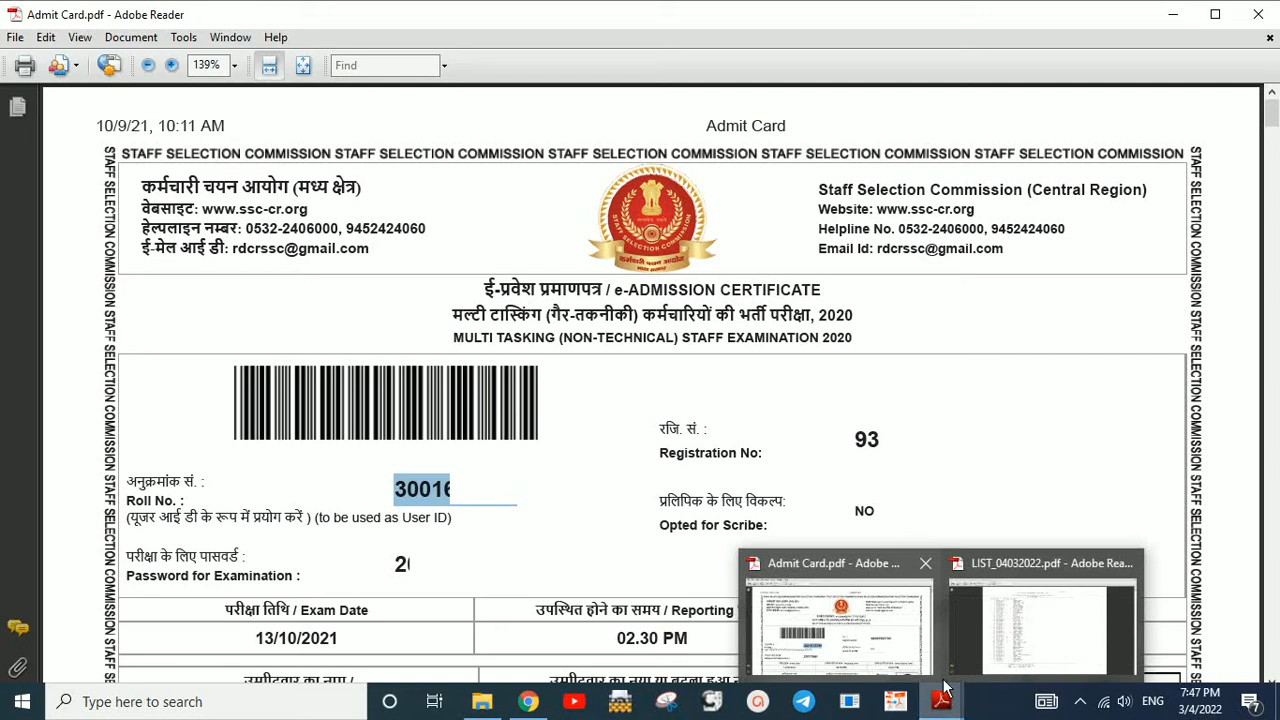 Admit Card.pdf - Adobe Reader
File Edit View Document Tools Window Help
139%
Find
10/9/21, 10:11 AM Admit Card
STAFF SELECTION COMMISSION STAFF SELECTION COMMISSION STAFF SELECTION COMMISSION STAFF SELECTION COMMISSION STAFF SELECTION COMMISSION
कर्मचारी चयन आयोग (मध्य क्षेत्र)
वेबसाइट: www.ssc-cr.org
हेल्पलाइन नम्बर: 0532-2406000, 9452424060
ई-मेल आई डी: rdcrssc@gmail.com
Staff Selection Commission (Central Region)
Website: www.ssc-cr.org
Helpline No. 0532-2406000, 9452424060
Email Id: rdcrssc@gmail.com
ई-प्रवेश प्रमाणपत्र / e-ADMISSION CERTIFICATE
मल्टी टास्किंग (गैर-तकनीकी) कर्मचारियों की भर्ती परीक्षा, 2020
MULTI TASKING (NON-TECHNICAL) STAFF EXAMINATION 2020
रजि. सं. :
Registration No: 93
अनुक्रमांक सं. :
Roll No. : 30016
(यूजर आई डी के रूप में प्रयोग करें ) (to be used as User ID)
प्रलिपिक के लिए विकल्प:
Opted for Scribe: NO
परीक्षा के लिए पासवर्ड :
Password for Examination : 20
परीक्षा तिथि / Exam Date
13/10/2021
उपस्थित होने का समय / Reporting
02.30 PM
Admit Card.pdf - Adobe ...
LIST_04032022.pdf - Adobe Rea...
Type here to search
ENG
7:47 PM
3/4/2022
7